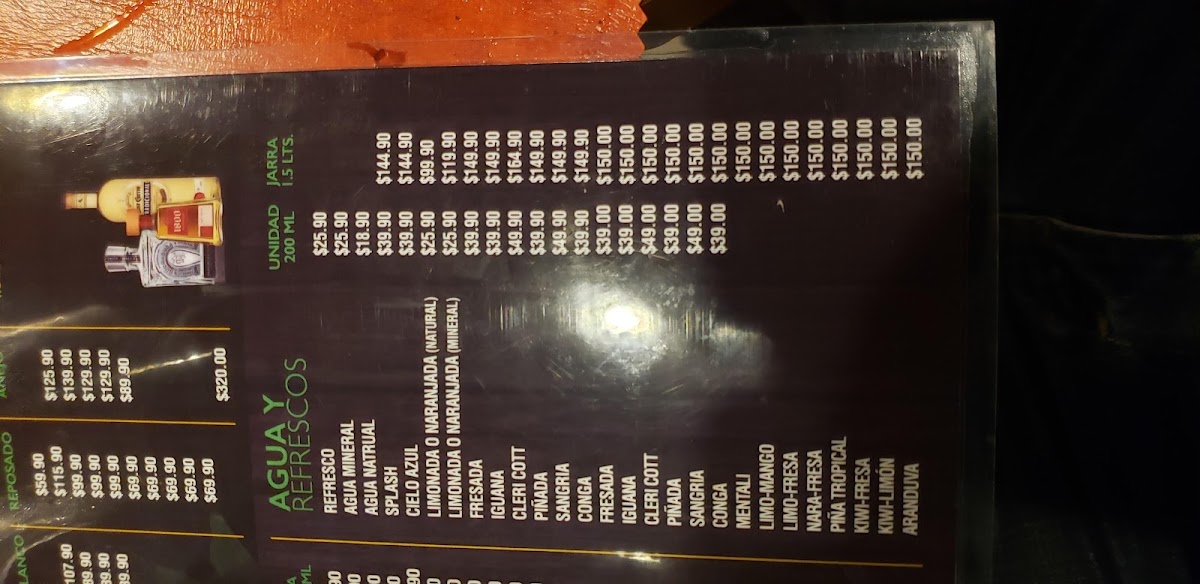 BLANCO REPOSADO
$59.90 $125.90
$115.90 $139.90
$99.90 $129.90
$99.90 $129.90
$99.90 $89.90
$69.90
$69.90
$69.90
$69.90
$69.90 $320.00
1800
AGUA Y
REFRESCOS
UNIDAD JARRA
200 ML 1.5 LTS.
REFRESCO $25.90
AGUA MINERAL $25.90
AGUA NATRUAL $18.90
SPLASH $39.90 $144.90
CIELO AZUL $39.90 $144.90
LIMONADA O NARANJADA (NATURAL) $25.90 $99.90
LIMONADA O NARANJADA (MINERAL) $25.90 $119.90
FRESADA $39.90 $149.90
IGUANA $39.90 $149.90
CLERI COTT $49.90 $164.90
PIÑADA $39.90 $149.90
SANGRIA $49.90 $149.90
CONGA $39.90 $149.90
FRESADA $39.00 $150.00
IGUANA $39.00 $150.00
CLERI COTT $49.00 $150.00
PIÑADA $39.00 $150.00
SANGRIA $49.00 $150.00
CONGA $39.00 $150.00
MENTALI $150.00
LIMO-MANGO $150.00
LIMO-FRESA $150.00
NARA-FRESA $150.00
PIÑA TROPICAL $150.00
KIWI-FRESA $150.00
KIWI-LIMÓN $150.00
ARANDUVA $150.00